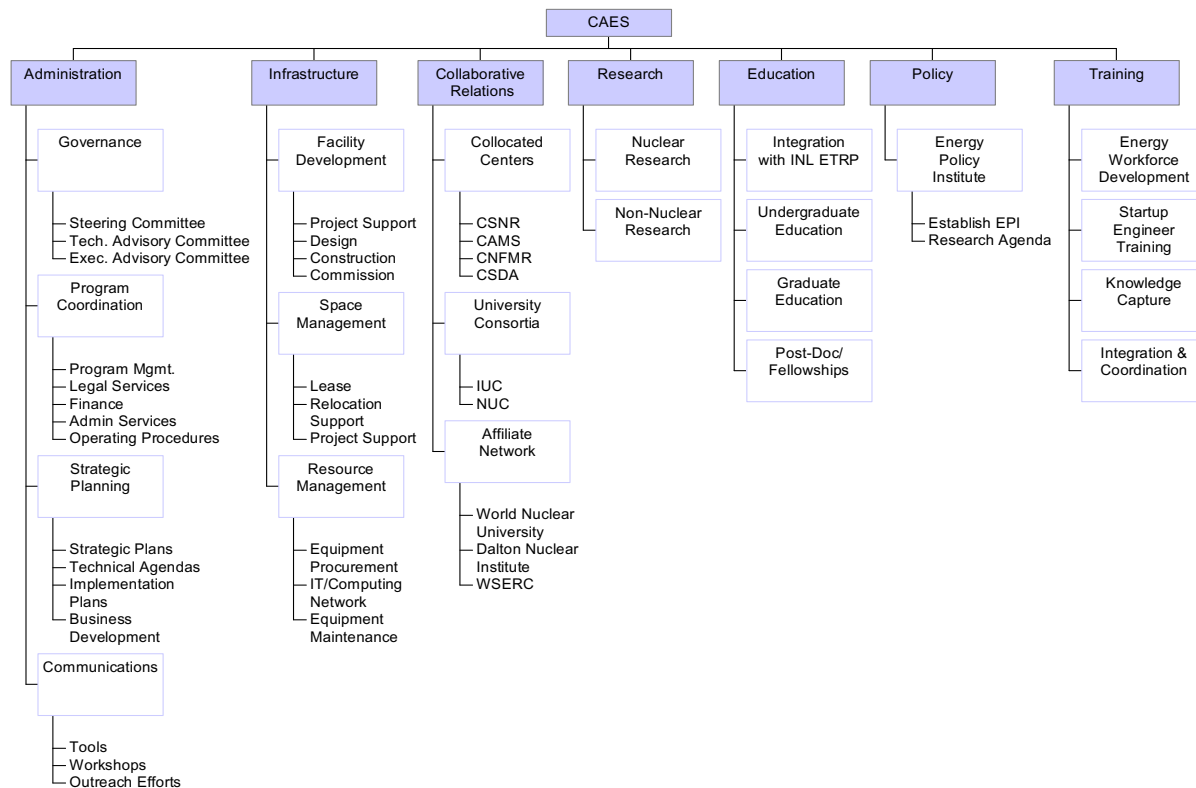 CAES
Administration
Governance
Steering Committee
Tech. Advisory Committee
Exec. Advisory Committee
Program
Coordination
Program Mgmt.
Legal Services
Finance
Admin Services
Operating Procedures
Strategic
Planning
Strategic Plans
Technical Agendas
Implementation
Plans
Business
Development
Communications
Tools
Workshops
Outreach Efforts
Infrastructure
Facility
Development
Project Support
Design
Construction
Commission
Space
Management
Lease
Relocation
Support
Project Support
Resource
Management
Equipment
Procurement
IT/Computing
Network
Equipment
Maintenance
Collaborative
Relations
Collocated
Centers
CSNR
CAMS
CNFMR
CSDA
University
Consortia
IUC
NUC
Affiliate
Network
World Nuclear
University
Dalton Nuclear
Institute
WSERC
Research
Nuclear
Research
Non-Nuclear
Research
Education
Integration
with INL ETRP
Undergraduate
Education
Graduate
Education
Post-Doc/
Fellowships
Policy
Energy
Policy
Institute
Establish EPI
Research Agenda
Training
Energy
Workforce
Development
Startup
Engineer
Training
Knowledge
Capture
Integration &
Coordination